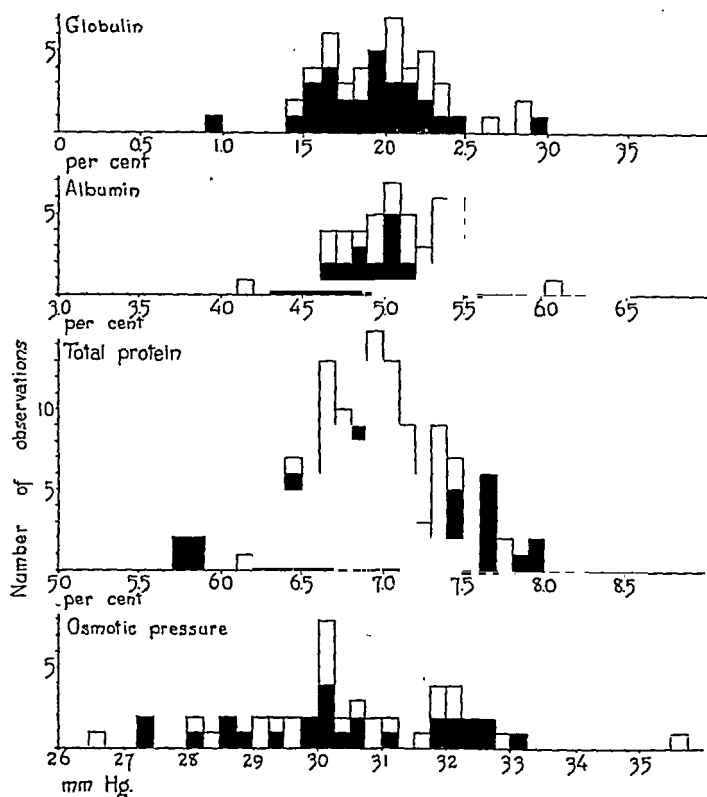 Globulin
5
0 0.5 1.0 1.5 2.0 2.5 3.0 3.5
per cent
Albumin
5
3.0 3.5 4.0 4.5 5.0 5.5 6.0 6.5
per cent
Total protein
10
5
5.0 5.5 6.0 6.5 7.0 7.5 8.0 8.5
per cent
Number of observations
Osmotic pressure
5
26 27 28 29 30 31 32 33 34 35
mm Hg.